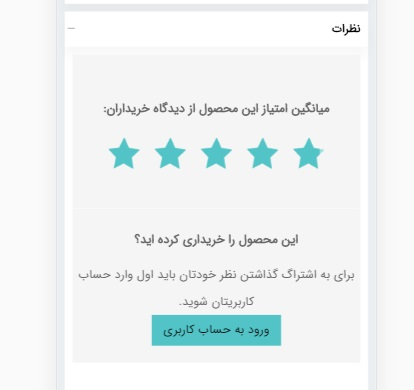 نظرات
میانگین امتیاز این محصول از دیدگاه خریداران:
این محصول را خریداری کرده اید؟
برای به اشتراگ گذاشتن نظر خودتان باید اول وارد حساب
کاربریتان شوید.
ورود به حساب کاربری